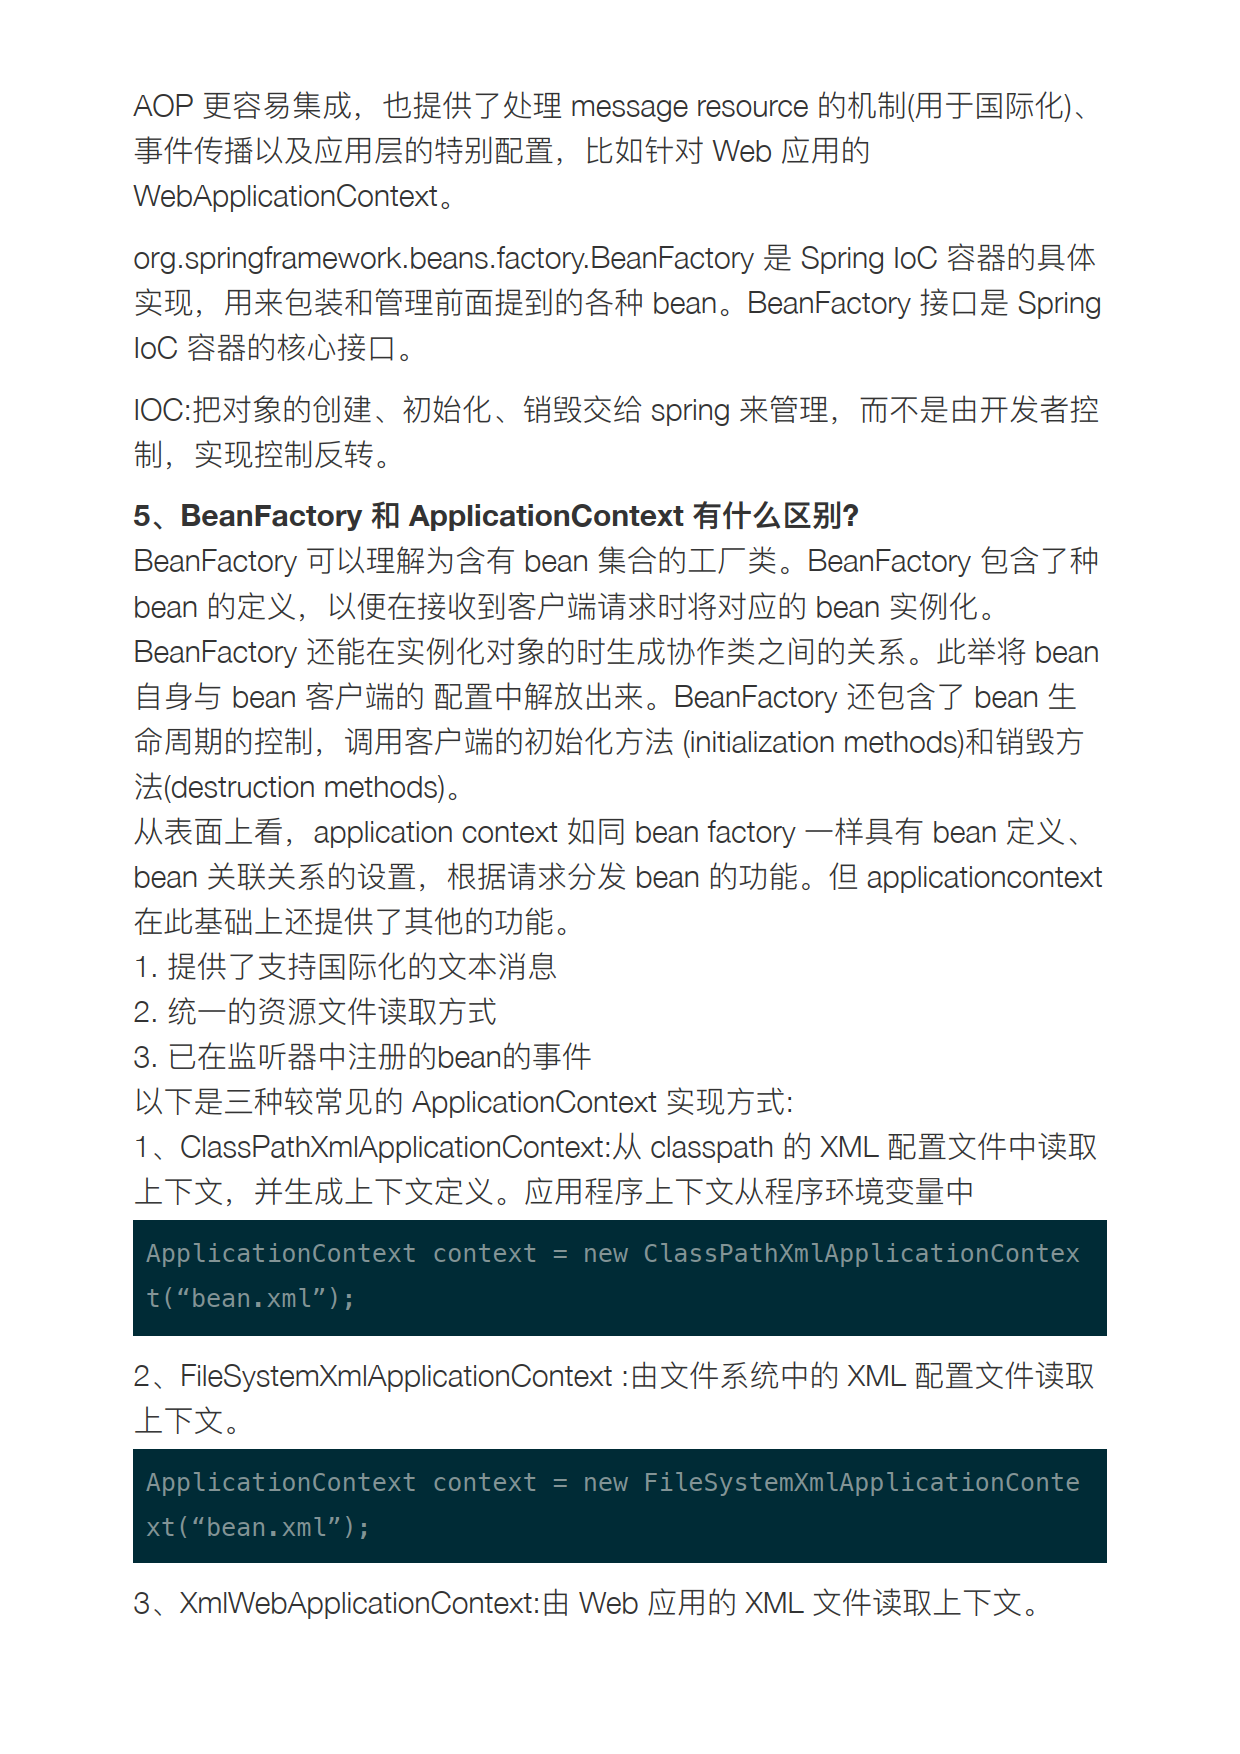 AOP 更容易集成，也提供了处理 message resource 的机制(用于国际化)、
事件传播以及应用层的特别配置，比如针对 Web 应用的
WebApplicationContext。
org.springframework.beans.factory.BeanFactory 是 Spring IoC 容器的具体
实现，用来包装和管理前面提到的各种 bean。BeanFactory 接口是 Spring
IoC 容器的核心接口。
IOC:把对象的创建、初始化、销毁交给 spring 来管理，而不是由开发者控
制，实现控制反转。
5、BeanFactory 和 ApplicationContext 有什么区别?
BeanFactory 可以理解为含有 bean 集合的工厂类。BeanFactory 包含了种
bean 的定义，以便在接收到客户端请求时将对应的 bean 实例化。
BeanFactory 还能在实例化对象的时生成协作类之间的关系。此举将 bean
自身与 bean 客户端的 配置中解放出来。BeanFactory 还包含了 bean 生
命周期的控制，调用客户端的初始化方法 (initialization methods)和销毁方
法(destruction methods)。
从表面上看，application context 如同 bean factory 一样具有 bean 定义、
bean 关联关系的设置，根据请求分发 bean 的功能。但 applicationcontext
在此基础上还提供了其他的功能。
1. 提供了支持国际化的文本消息
2. 统一的资源文件读取方式
3. 已在监听器中注册的bean的事件
以下是三种较常见的 ApplicationContext 实现方式:
1、ClassPathXmlApplicationContext:从 classpath 的 XML 配置文件中读取
上下文，并生成上下文定义。应用程序上下文从程序环境变量中
ApplicationContext context = new ClassPathXmlApplicationContex
t(“bean.xml”);
2、FileSystemXmlApplicationContext :由文件系统中的 XML 配置文件读取
上下文。
ApplicationContext context = new FileSystemXmlApplicationConte
xt(“bean.xml”);
3、XmlWebApplicationContext:由 Web 应用的 XML 文件读取上下文。